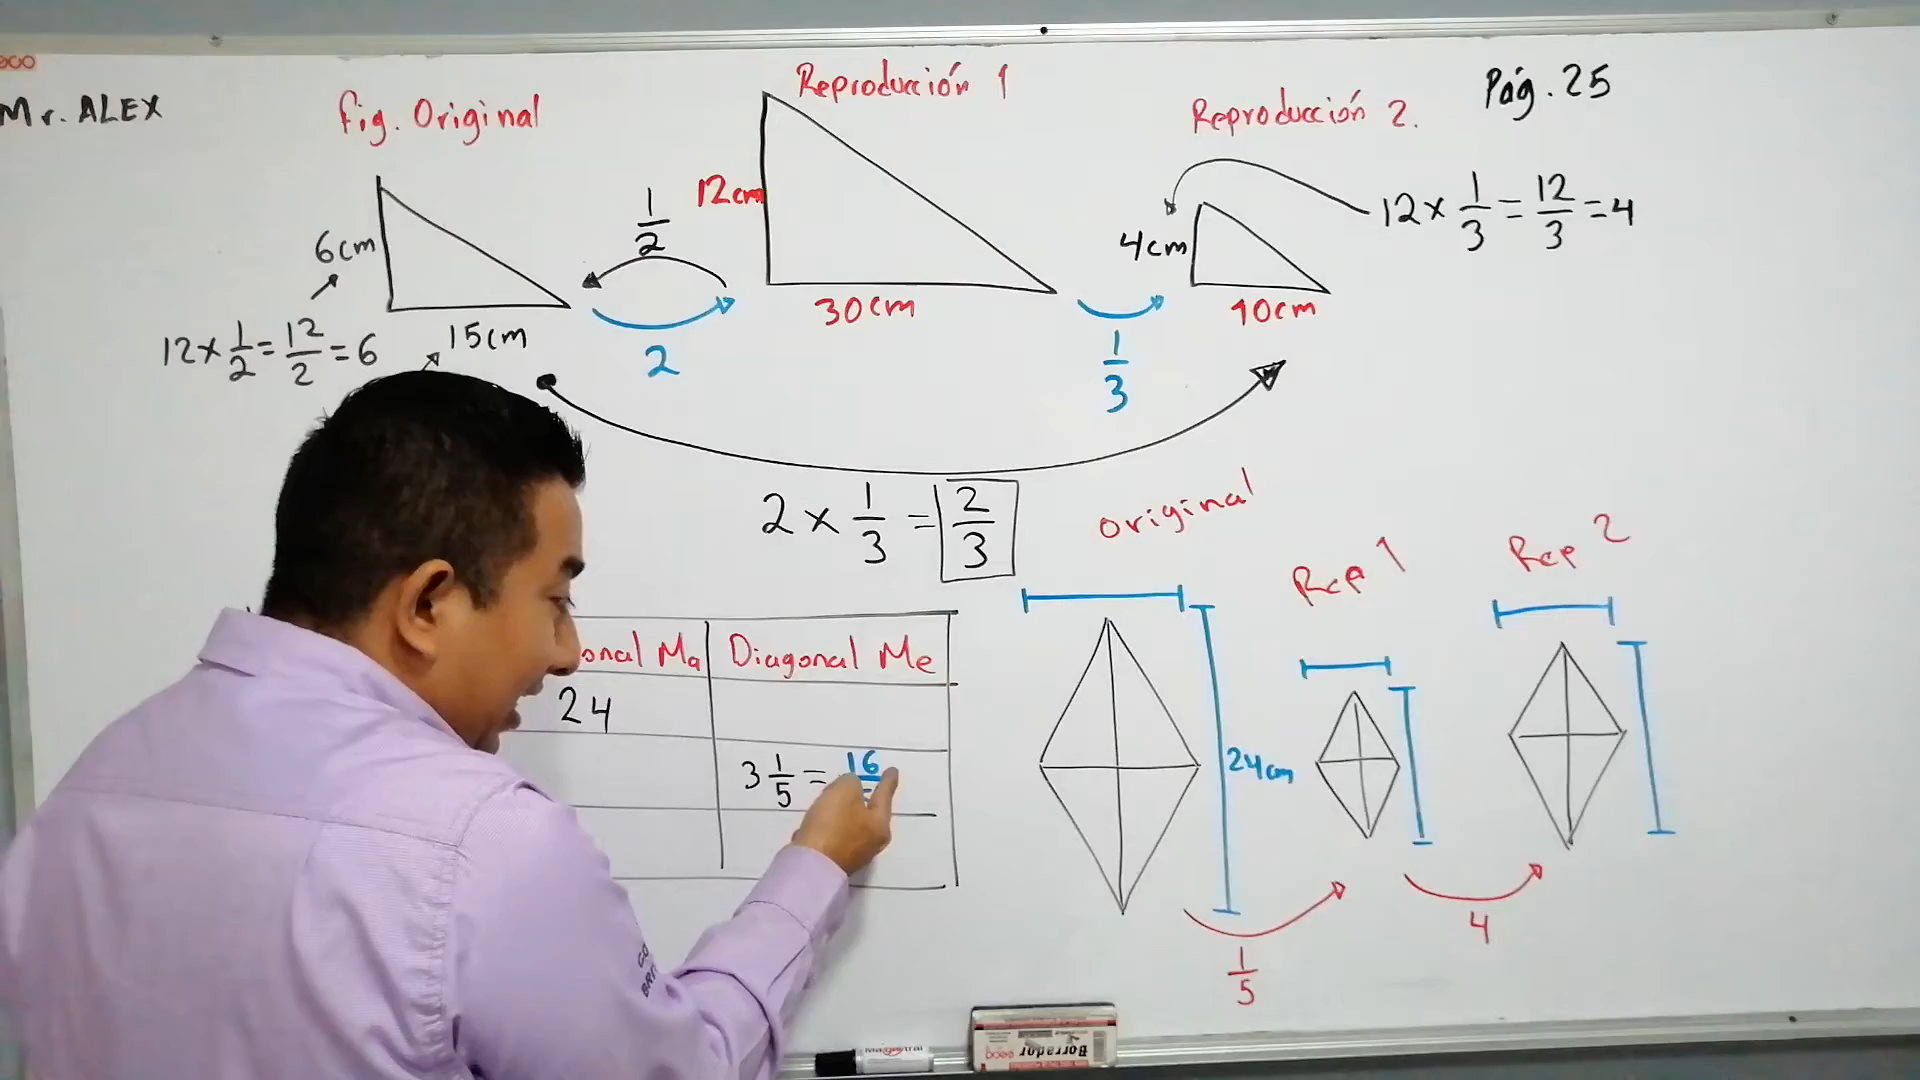 Mr. ALEX
fig. Original
Reproducción 1
Reproducción 2.
Pág. 25
6cm
15cm
12 x 1/2 = 12/2 = 6
1/2
2
12cm
30cm
1/3
4cm
10cm
12 x 1/3 = 12/3 = 4
2 x 1/3 = 2/3
onal Ma
Diagonal Me
24
3 1/5 = 16
original
Rep 1
Rep 2
24cm
1/5
4
Borrador